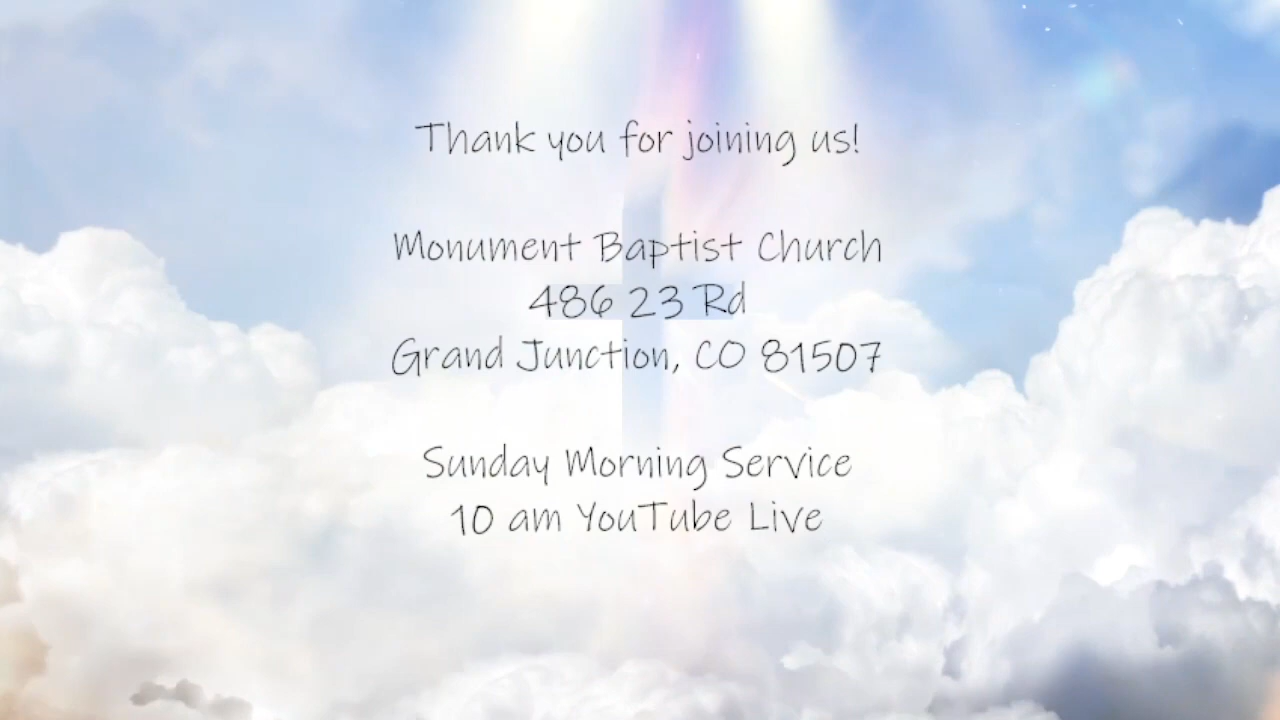 Thank you for joining us!
Monument Baptist Church
486 23 Rd
Grand Junction, CO 81507
Sunday Morning Service
10 am YouTube Live